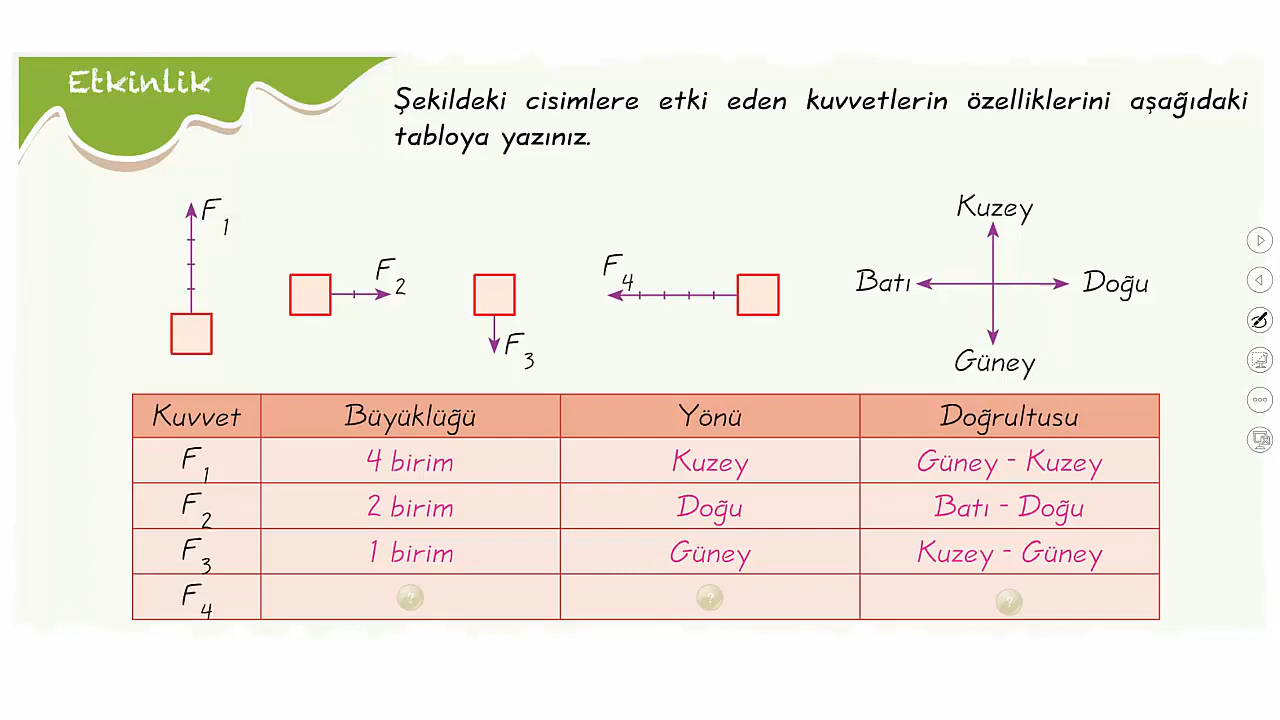 Etkinlik
Şekildeki cisimlere etki eden kuvvetlerin özelliklerini aşağıdaki
tabloya yazınız.
F1
F2
F3
F4
Kuzey
Batı
Doğu
Güney
Kuvvet Büyüklüğü Yönü Doğrultusu
F1 4 birim Kuzey Güney - Kuzey
F2 2 birim Doğu Batı - Doğu
F3 1 birim Güney Kuzey - Güney
F4 ? ? ?